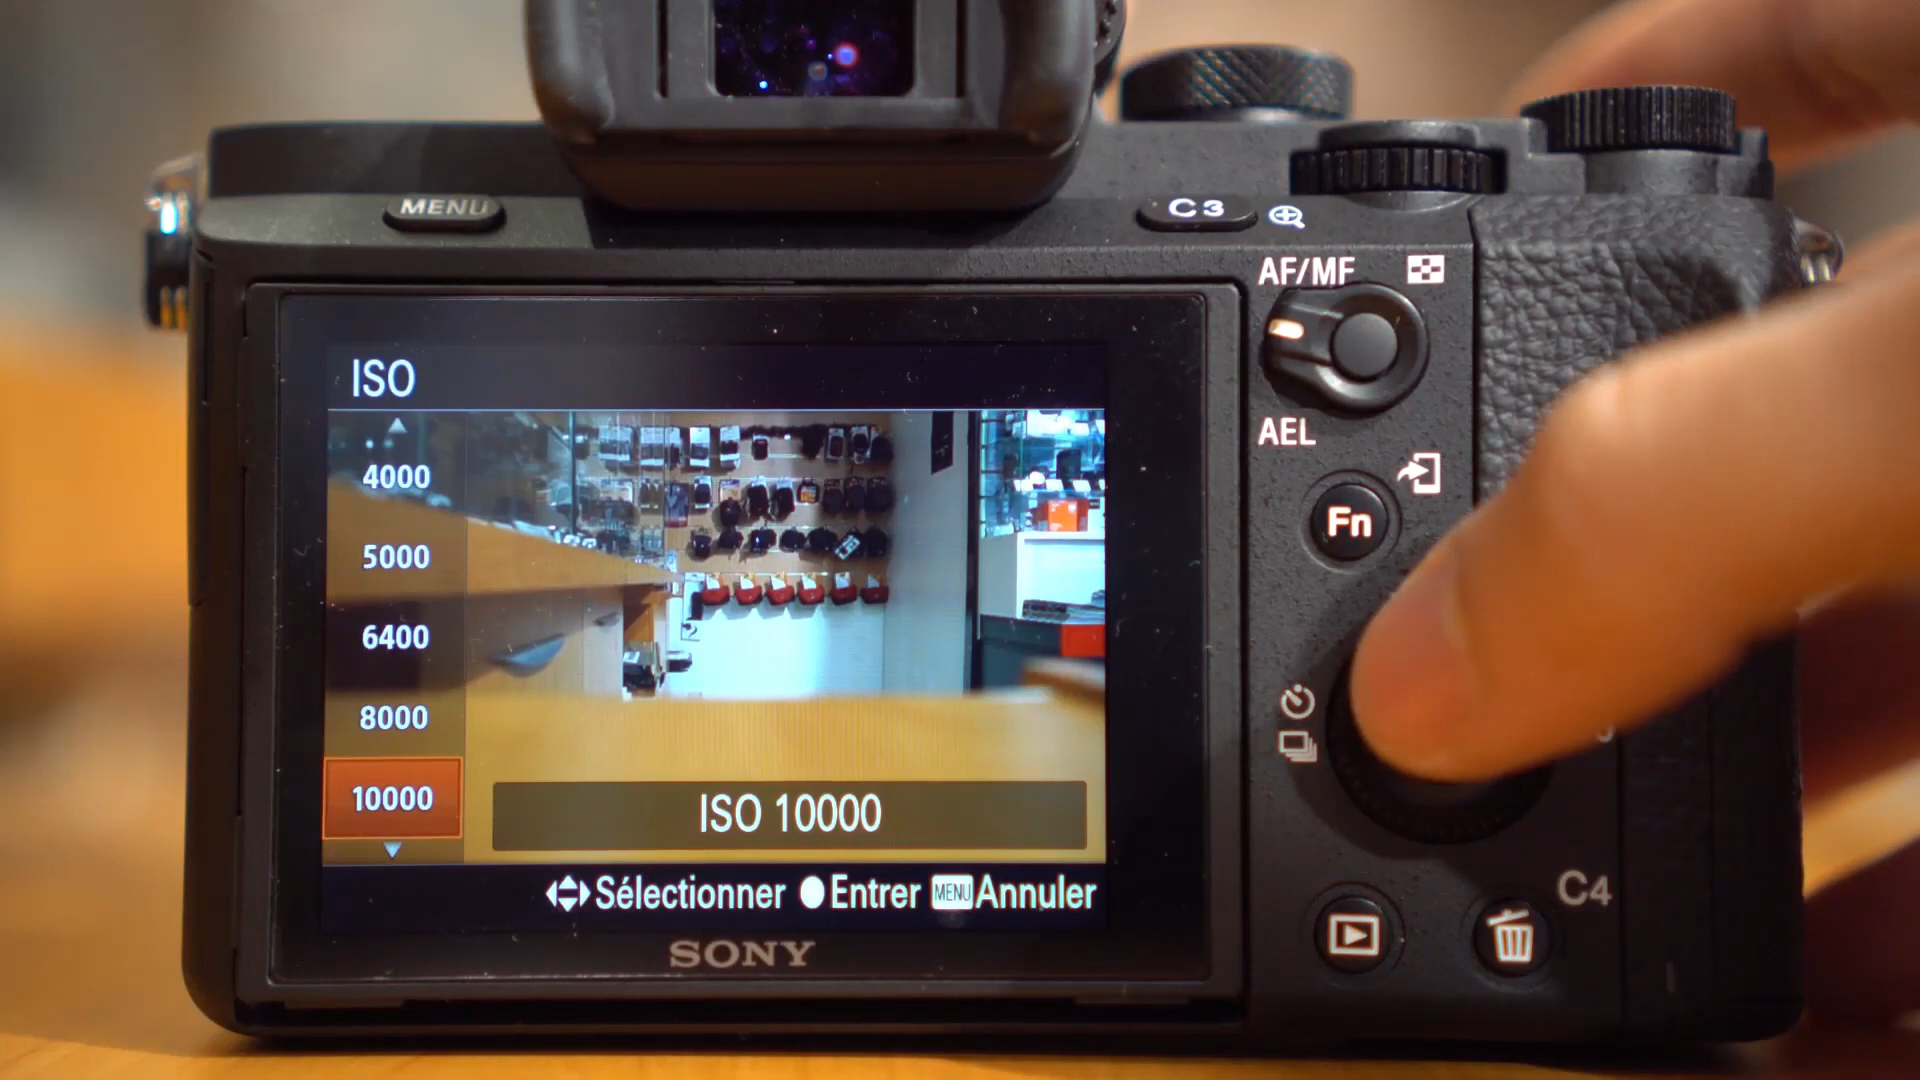 MENU
C3
AF/MF
AEL
Fn
ISO
4000
5000
6400
8000
10000
ISO 10000
Sélectionner Entrer MENU Annuler
SONY
C4